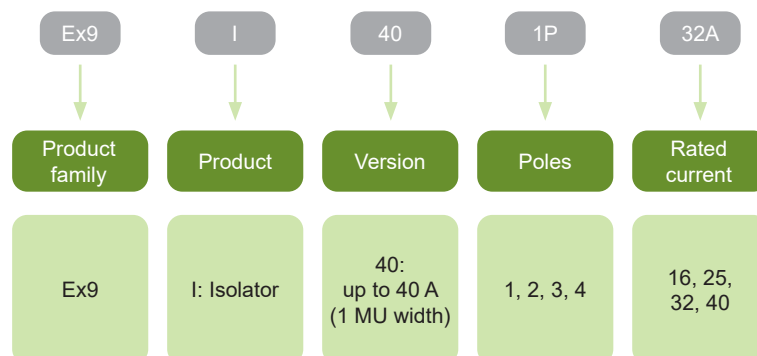 Ex9
I
40
1P
32A
Product
family
Product
Version
Poles
Rated
current
Ex9
I: Isolator
40:
up to 40 A
(1 MU width)
1, 2, 3, 4
16, 25,
32, 40